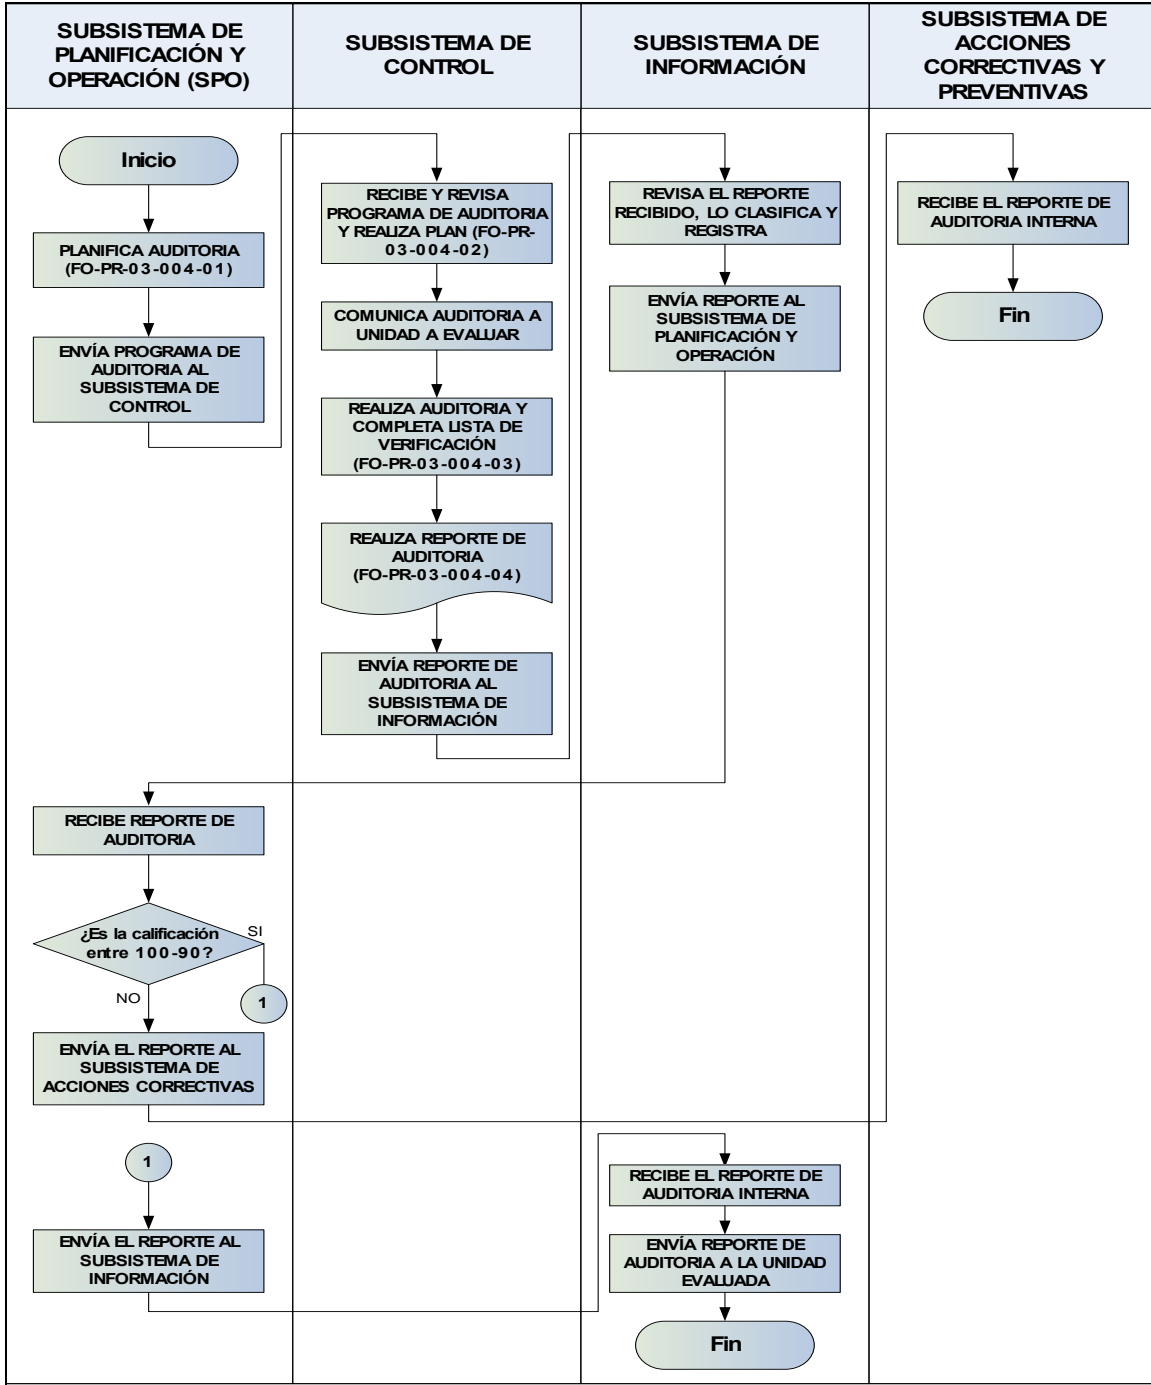 SUBSISTEMA DE
PLANIFICACIÓN Y
OPERACIÓN (SPO)
SUBSISTEMA DE
CONTROL
SUBSISTEMA DE
INFORMACIÓN
SUBSISTEMA DE
ACCIONES
CORRECTIVAS Y
PREVENTIVAS
Inicio
PLANIFICA AUDITORIA
(FO-PR-03-004-01)
ENVÍA PROGRAMA DE
AUDITORIA AL
SUBSISTEMA DE
CONTROL
RECIBE Y REVISA
PROGRAMA DE AUDITORIA
Y REALIZA PLAN (FO-PR-
03-004-02)
COMUNICA AUDITORIA A
UNIDAD A EVALUAR
REALIZA AUDITORIA Y
COMPLETA LISTA DE
VERIFICACIÓN
(FO-PR-03-004-03)
REALIZA REPORTE DE
AUDITORIA
(FO-PR-03-004-04)
ENVÍA REPORTE DE
AUDITORIA AL
SUBSISTEMA DE
INFORMACIÓN
REVISA EL REPORTE
RECIBIDO, LO CLASIFICA Y
REGISTRA
ENVÍA REPORTE AL
SUBSISTEMA DE
PLANIFICACIÓN Y
OPERACIÓN
RECIBE EL REPORTE DE
AUDITORIA INTERNA
Fin
RECIBE REPORTE DE
AUDITORIA
¿Es la calificación
entre 100-90?
SI
1
NO
ENVÍA EL REPORTE AL
SUBSISTEMA DE
ACCIONES CORRECTIVAS
1
ENVÍA EL REPORTE AL
SUBSISTEMA DE
INFORMACIÓN
RECIBE EL REPORTE DE
AUDITORIA INTERNA
ENVÍA REPORTE DE
AUDITORIA A LA UNIDAD
EVALUADA
Fin